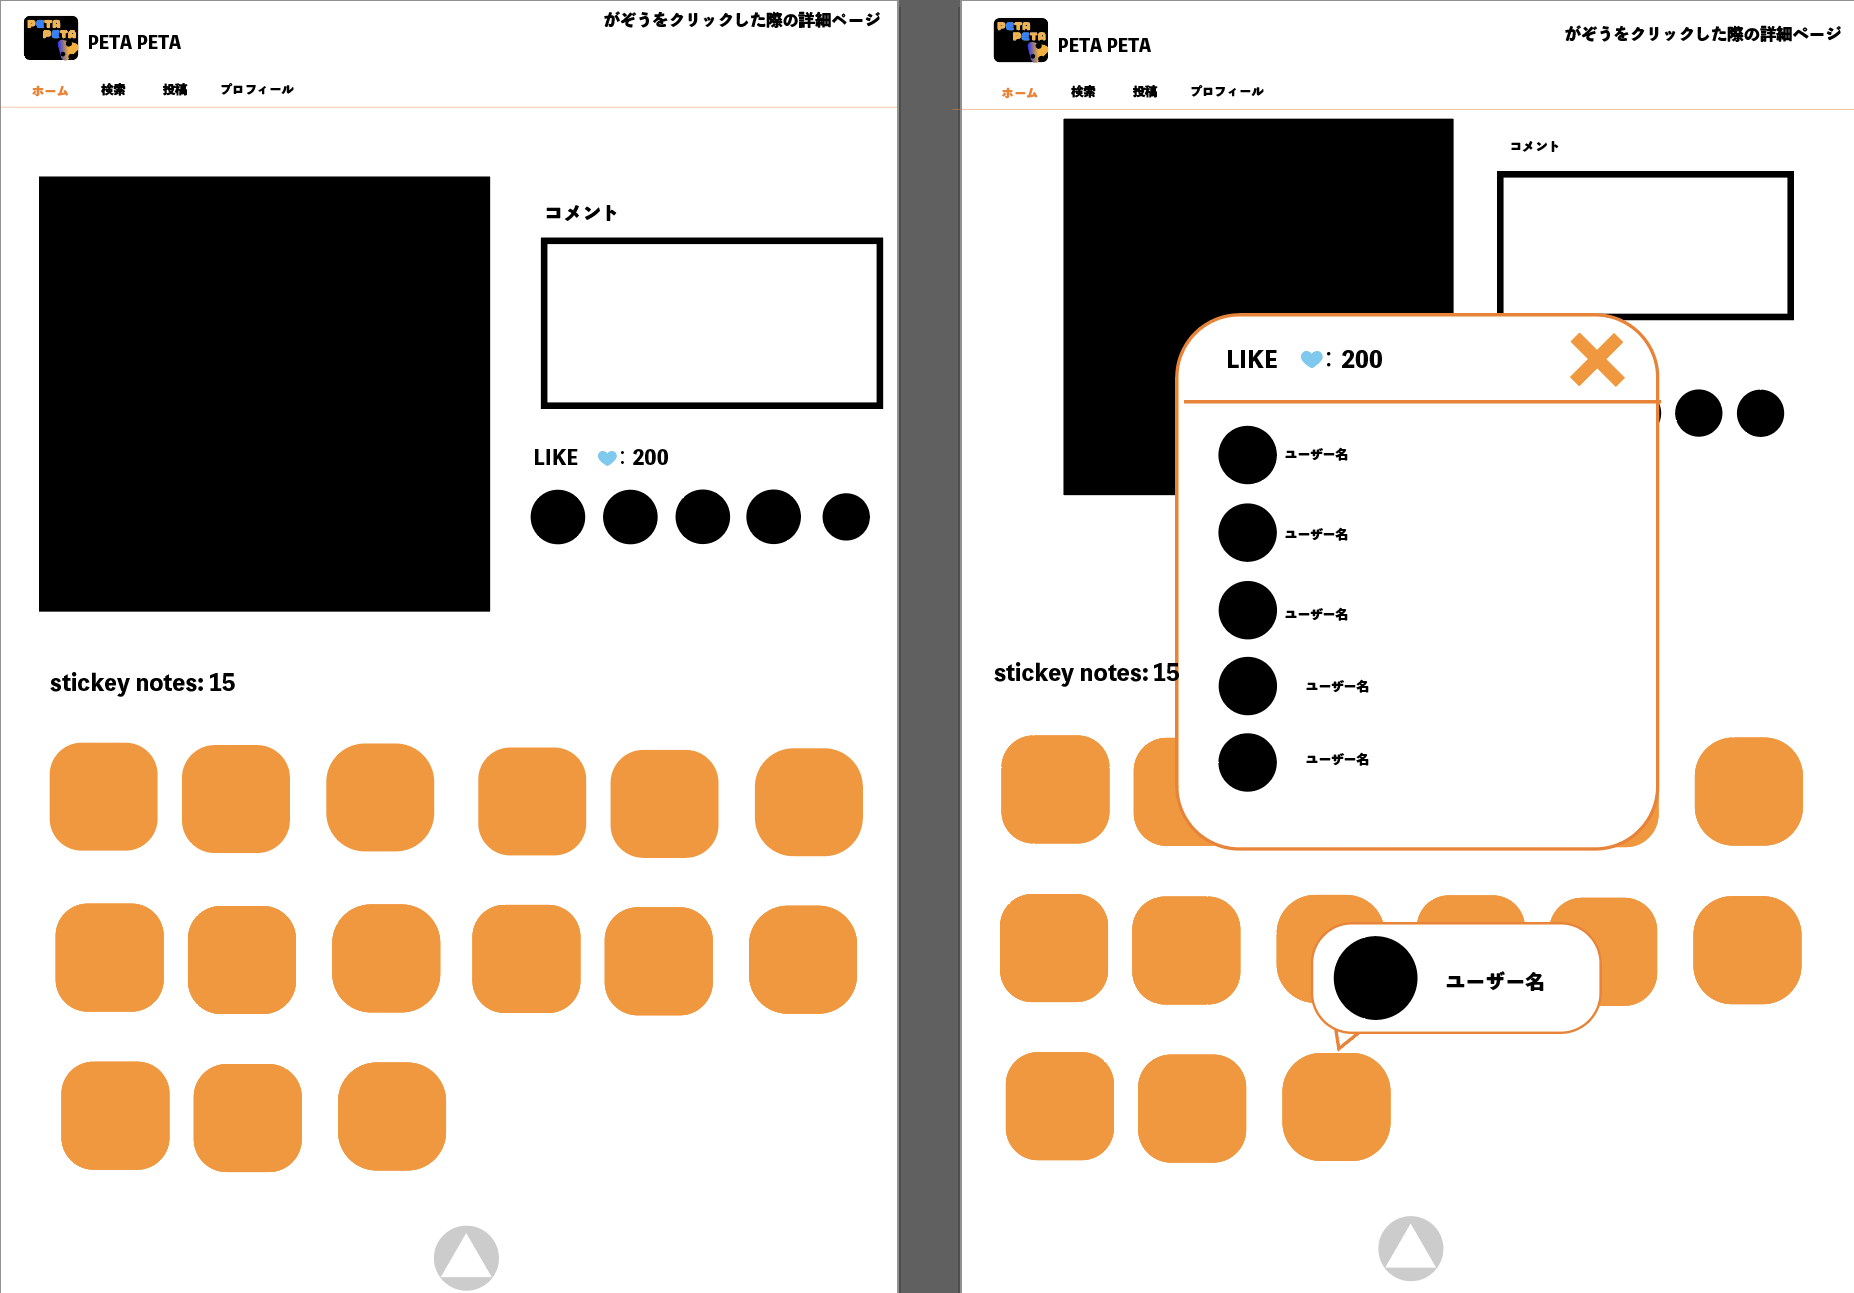 PETA
PETA
PETA PETA
がぞうをクリックした際の詳細ページ
ホーム 検索 投稿 プロフィール
コメント
LIKE : 200
stickey notes: 15
PETA
PETA
PETA PETA
がぞうをクリックした際の詳細ページ
ホーム 検索 投稿 プロフィール
コメント
LIKE : 200
ユーザー名
ユーザー名
ユーザー名
stickey notes: 15
ユーザー名
ユーザー名
ユーザー名